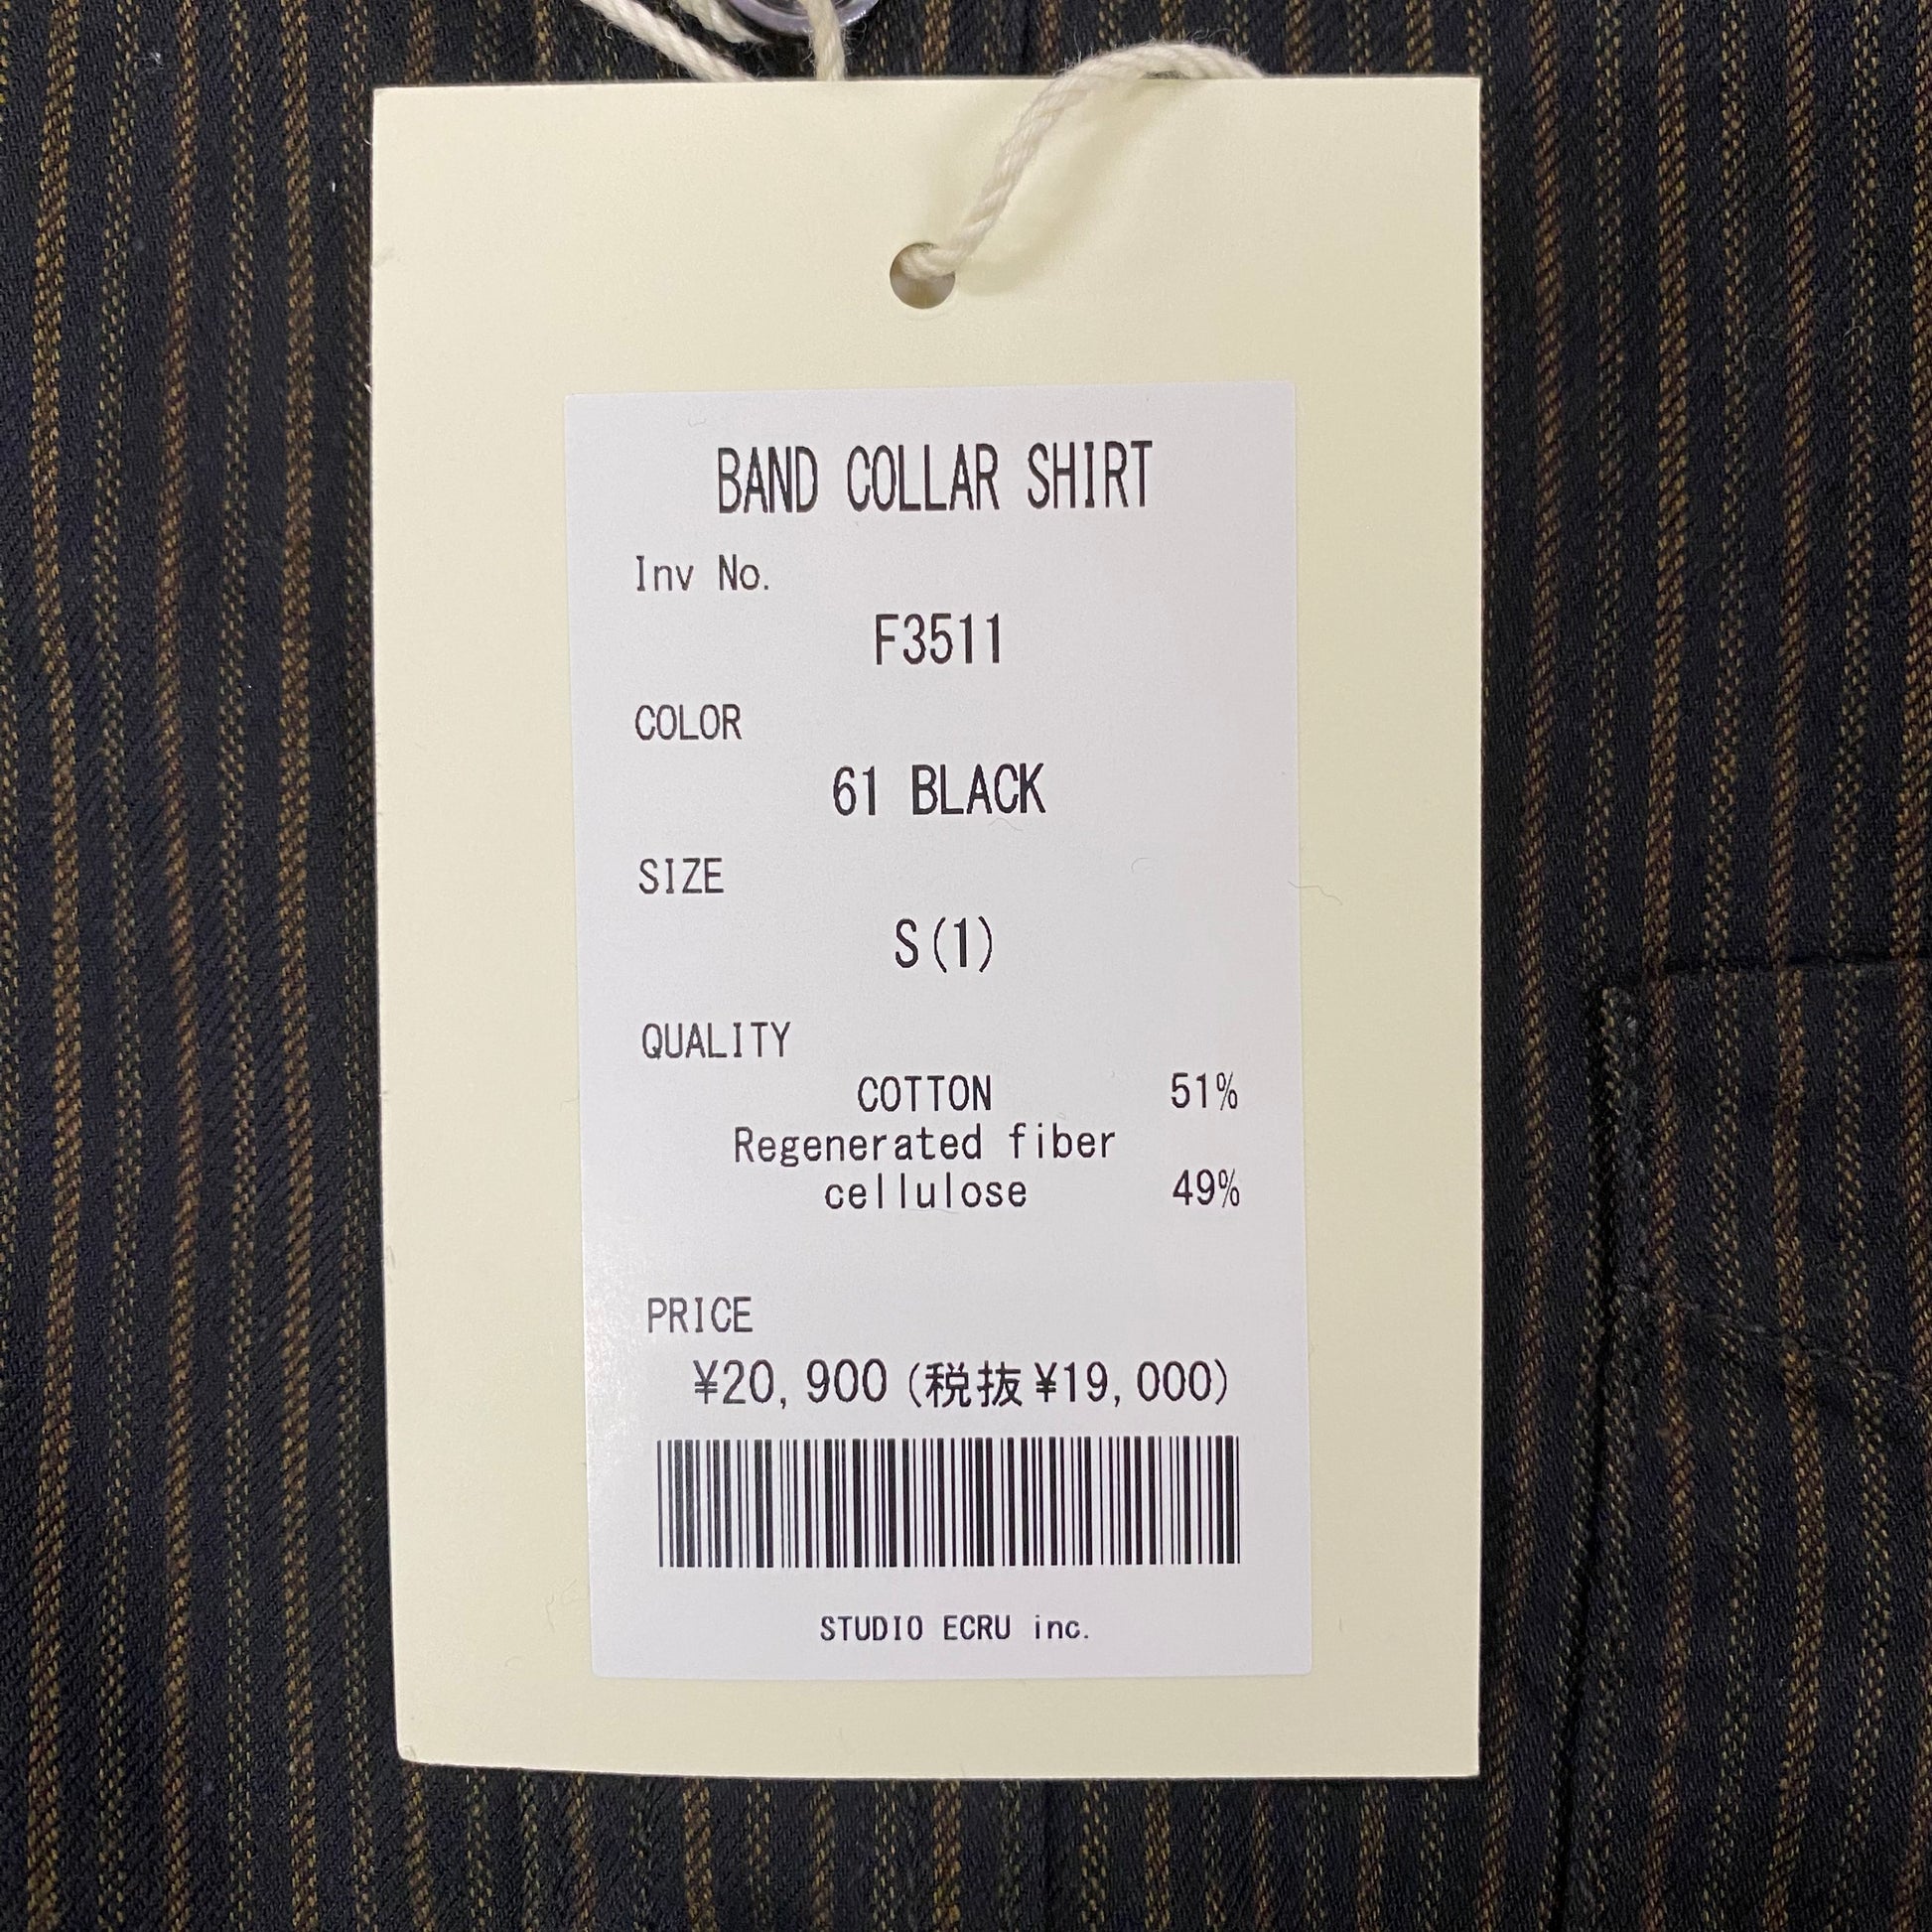 BAND COLLAR SHIRT
Inv No.
F3511
COLOR
61 BLACK
SIZE
S(1)
QUALITY
COTTON 51%
Regenerated fiber
cellulose 49%
PRICE
¥20,900(税抜¥19,000)
STUDIO ECRU inc.